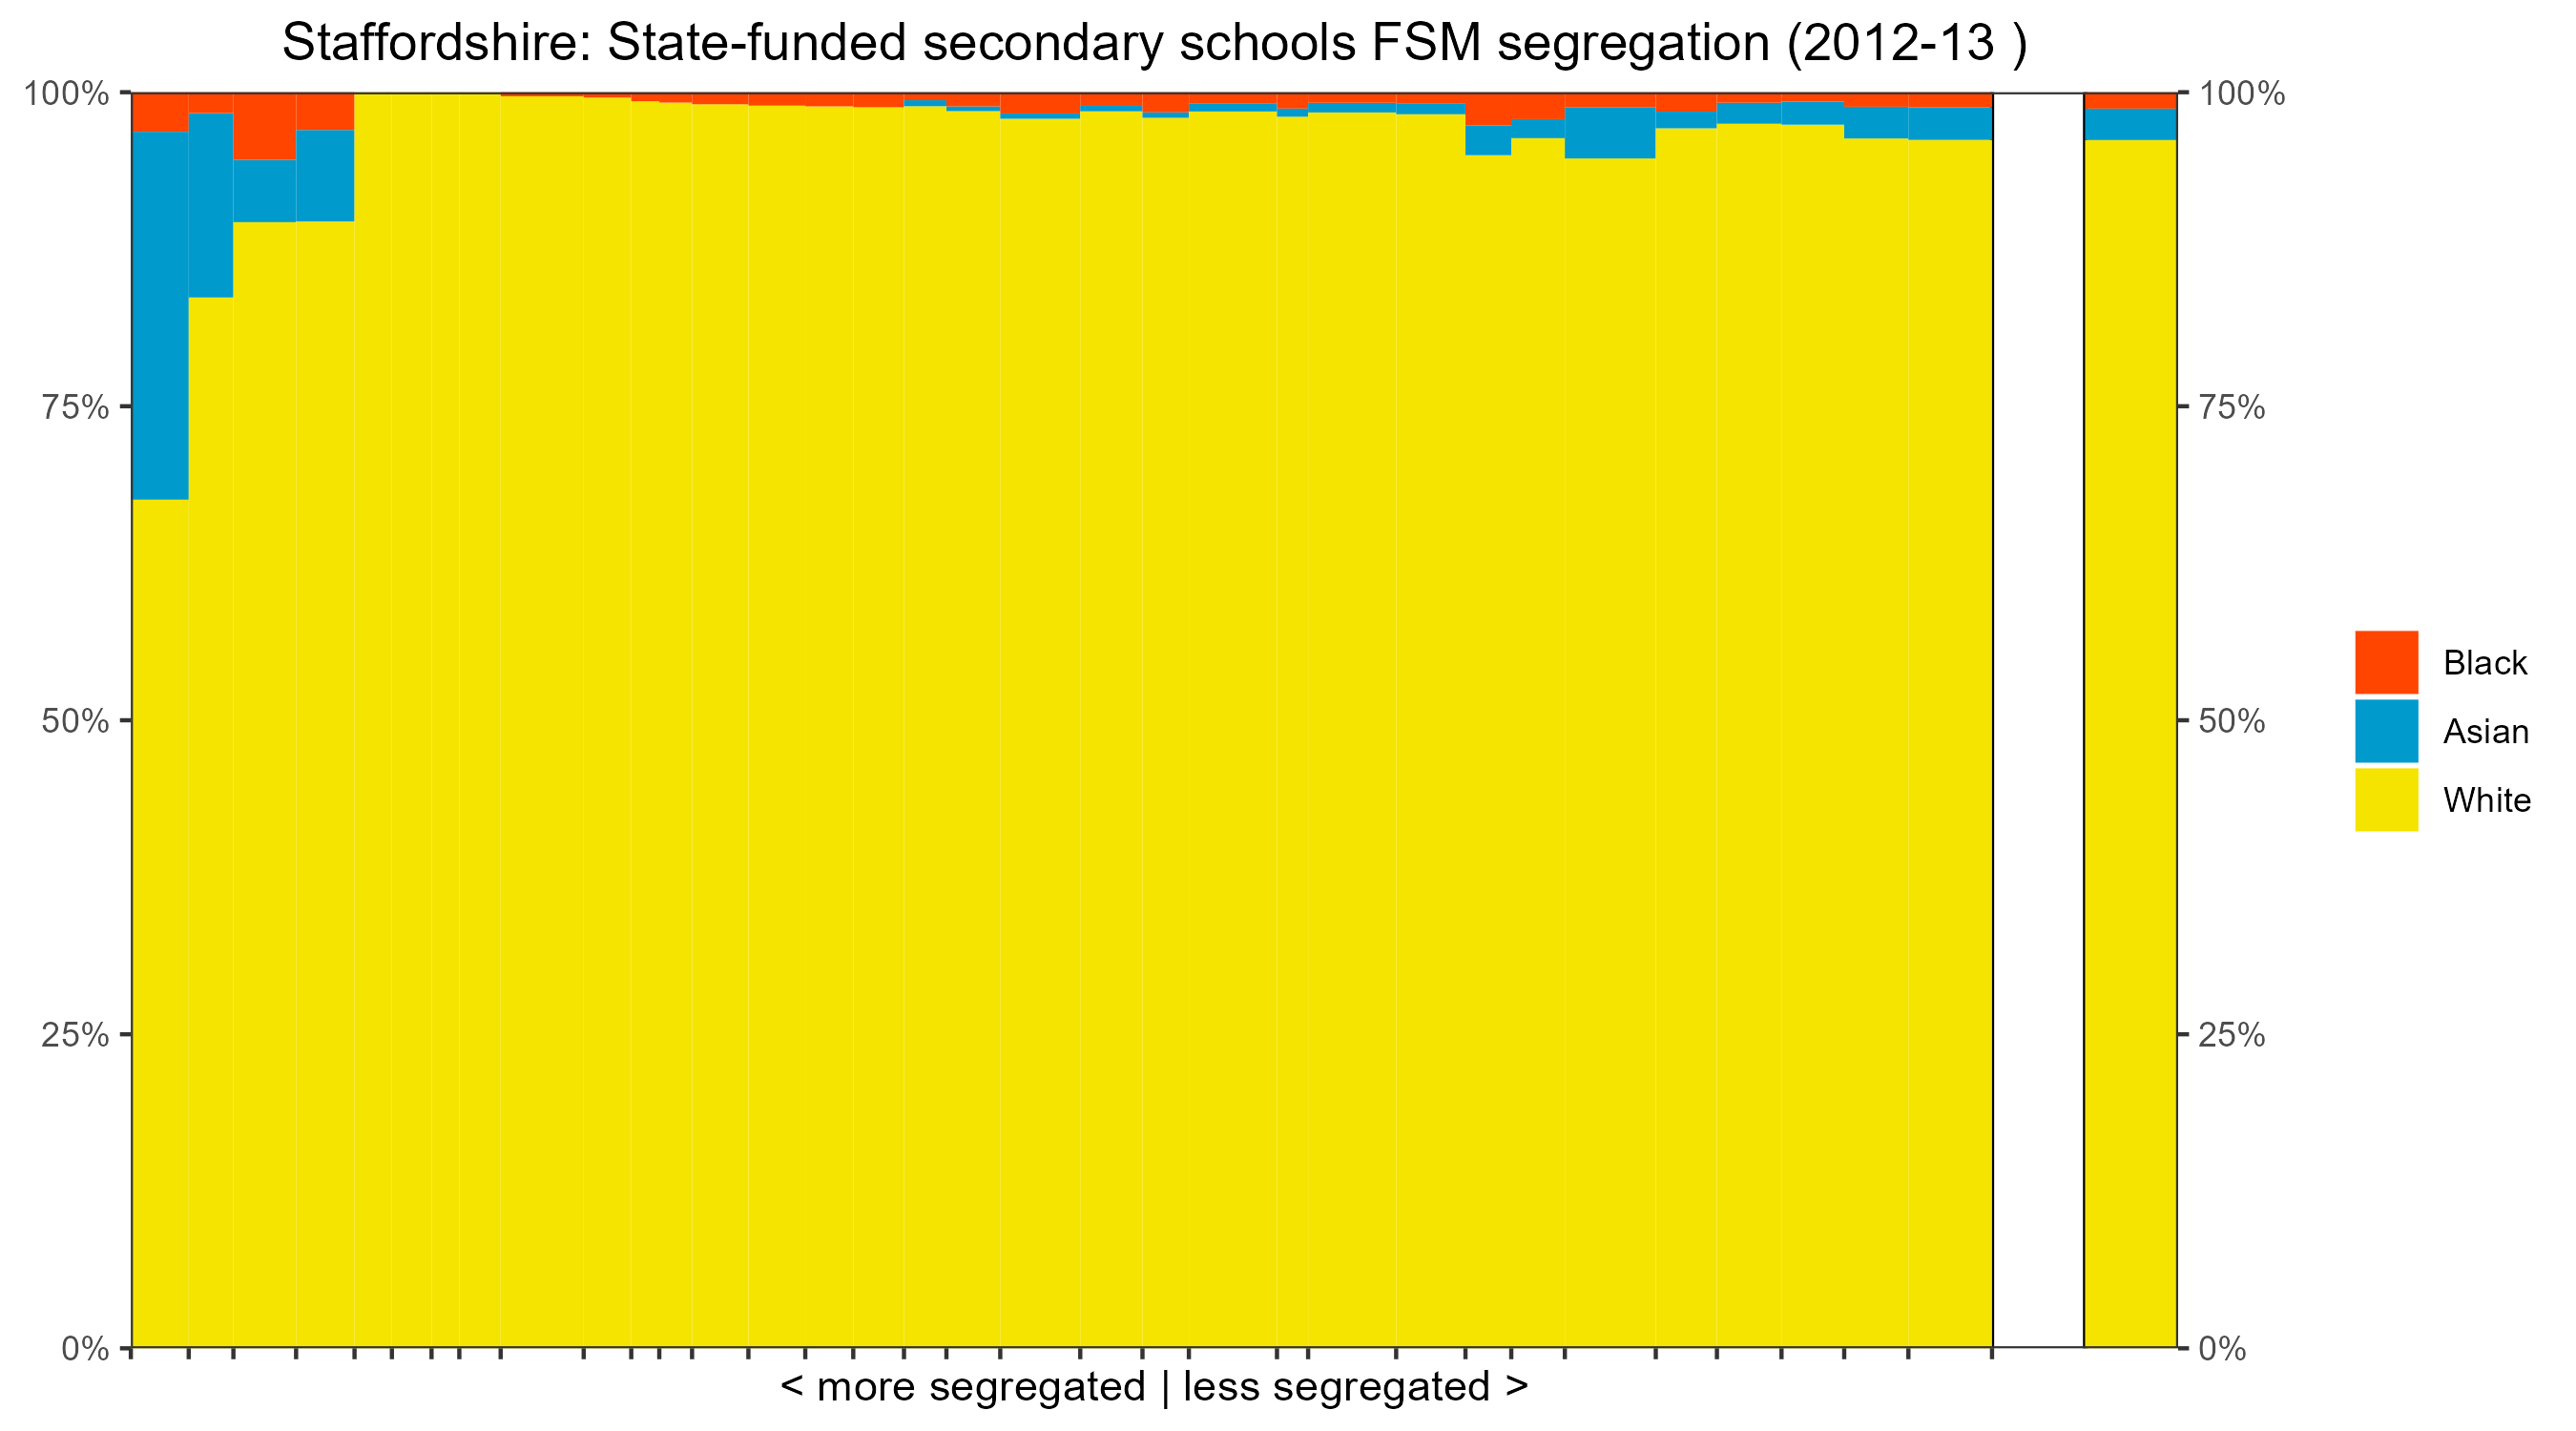 Staffordshire: State-funded secondary schools FSM segregation (2012-13 )
100%
75%
50%
25%
0%
100%
75%
50%
25%
0%
Black
Asian
White
< more segregated | less segregated >